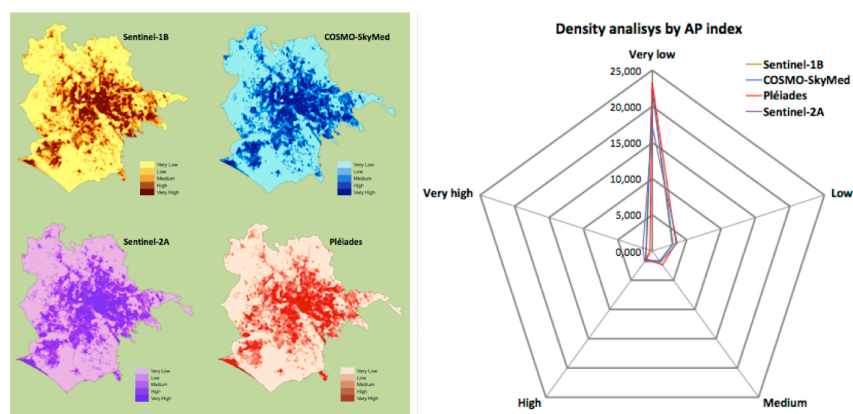 Sentinel-1B
Very Low
Low
Medium
High
Very High
COSMO-SkyMed
Very Low
Low
Medium
High
Very High
Sentinel-2A
Very Low
Low
Medium
High
Very High
Pléiades
Very Low
Low
Medium
High
Very High
Density analisys by AP index
Very low
25,000
20,000
15,000
10,000
5,000
0,000
Sentinel-1B
COSMO-SkyMed
Pléiades
Sentinel-2A
Very high
Low
High
Medium